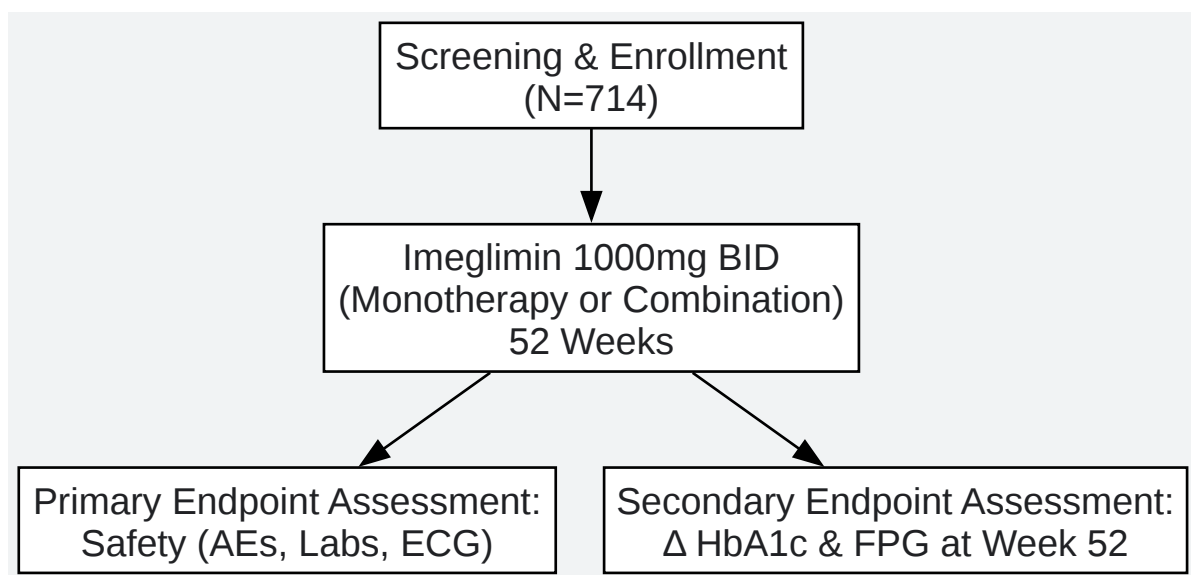 Screening & Enrollment
(N=714)
Imeglimin 1000mg BID
(Monotherapy or Combination)
52 Weeks
Primary Endpoint Assessment:
Safety (AEs, Labs, ECG)
Secondary Endpoint Assessment:
Δ HbA1c & FPG at Week 52